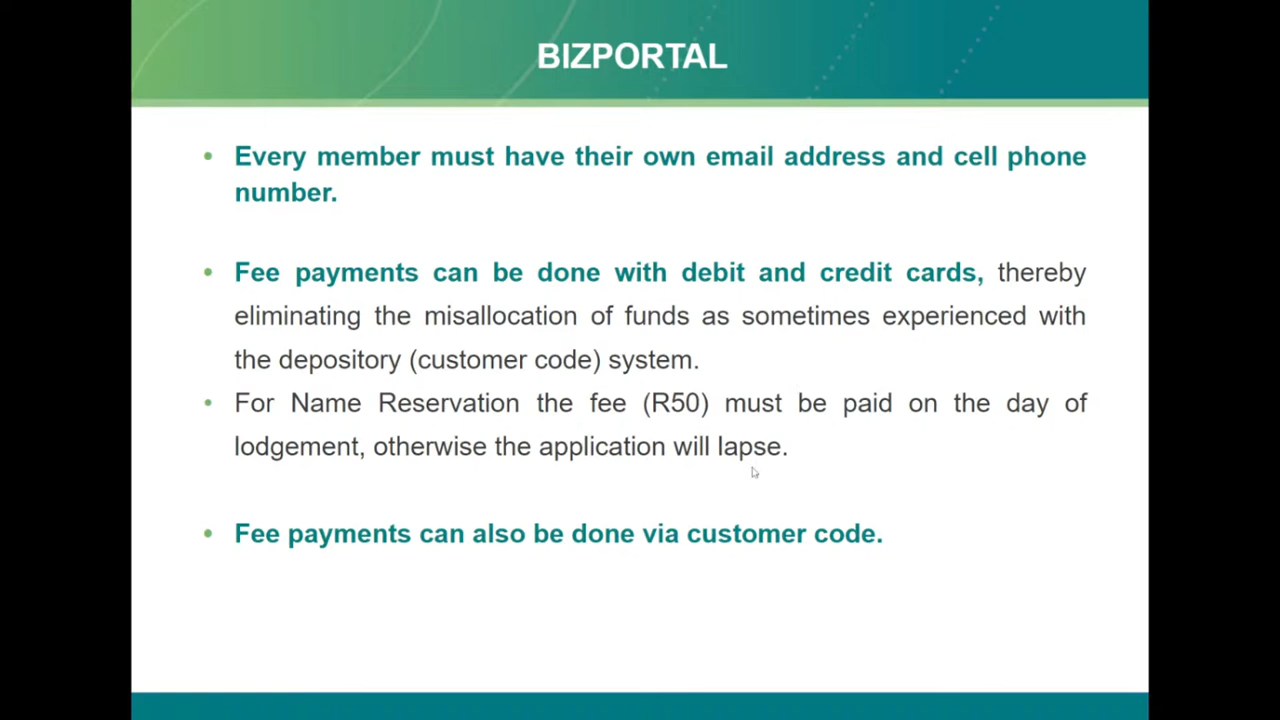 BIZPORTAL
• Every member must have their own email address and cell phone
number.
• Fee payments can be done with debit and credit cards, thereby
eliminating the misallocation of funds as sometimes experienced with
the depository (customer code) system.
• For Name Reservation the fee (R50) must be paid on the day of
lodgement, otherwise the application will lapse.
• Fee payments can also be done via customer code.